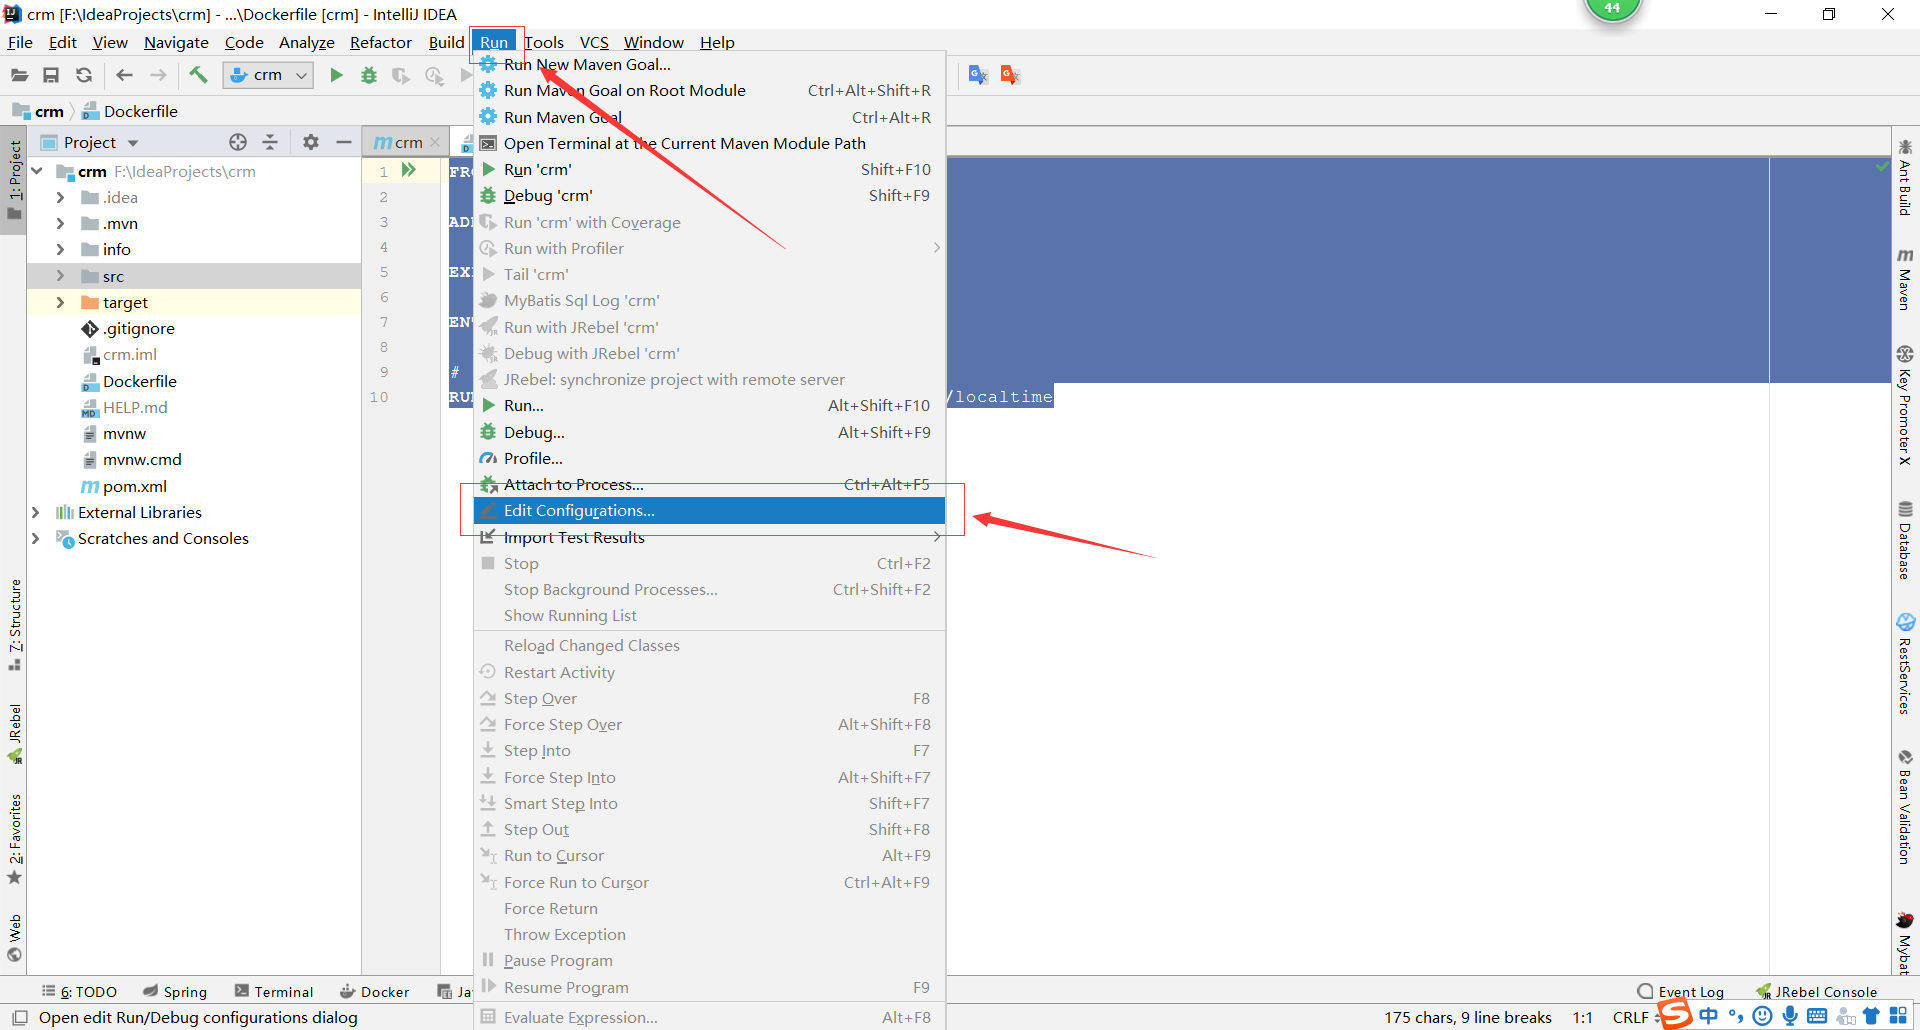 crm [F:\IdeaProjects\crm] - ...\Dockerfile [crm] - IntelliJ IDEA
44
File Edit View Navigate Code Analyze Refactor Build Run Tools VCS Window Help
crm
crm Dockerfile
Project
crm
1: Project
7: Structure
JRebel
2: Favorites
Web
crm F:\IdeaProjects\crm
.idea
.mvn
info
src
target
.gitignore
crm.iml
Dockerfile
HELP.md
mvnw
mvnw.cmd
pom.xml
External Libraries
Scratches and Consoles
1
2
3
4
5
6
7
8
9 #
10 /localtime
Run New Maven Goal...
Run Maven Goal on Root Module Ctrl+Alt+Shift+R
Run Maven Goal Ctrl+Alt+R
Open Terminal at the Current Maven Module Path
Run 'crm' Shift+F10
Debug 'crm' Shift+F9
Run 'crm' with Coverage
Run with Profiler
Tail 'crm'
MyBatis Sql Log 'crm'
Run with JRebel 'crm'
Debug with JRebel 'crm'
JRebel: synchronize project with remote server
Run... Alt+Shift+F10
Debug... Alt+Shift+F9
Profile...
Attach to Process... Ctrl+Alt+F5
Edit Configurations...
Import Test Results
Stop Ctrl+F2
Stop Background Processes... Ctrl+Shift+F2
Show Running List
Reload Changed Classes
Restart Activity
Step Over F8
Force Step Over Alt+Shift+F8
Step Into F7
Force Step Into Alt+Shift+F7
Smart Step Into Shift+F7
Step Out Shift+F8
Run to Cursor Alt+F9
Force Run to Cursor Ctrl+Alt+F9
Force Return
Throw Exception
Pause Program
Resume Program F9
Evaluate Expression... Alt+F8
Ant Build
Maven
Key Promoter X
Database
RestServices
Bean Validation
Mybat
6: TODO Spring Terminal Docker Event Log JRebel Console
Open edit Run/Debug configurations dialog 175 chars, 9 line breaks 1:1 CRLF 中